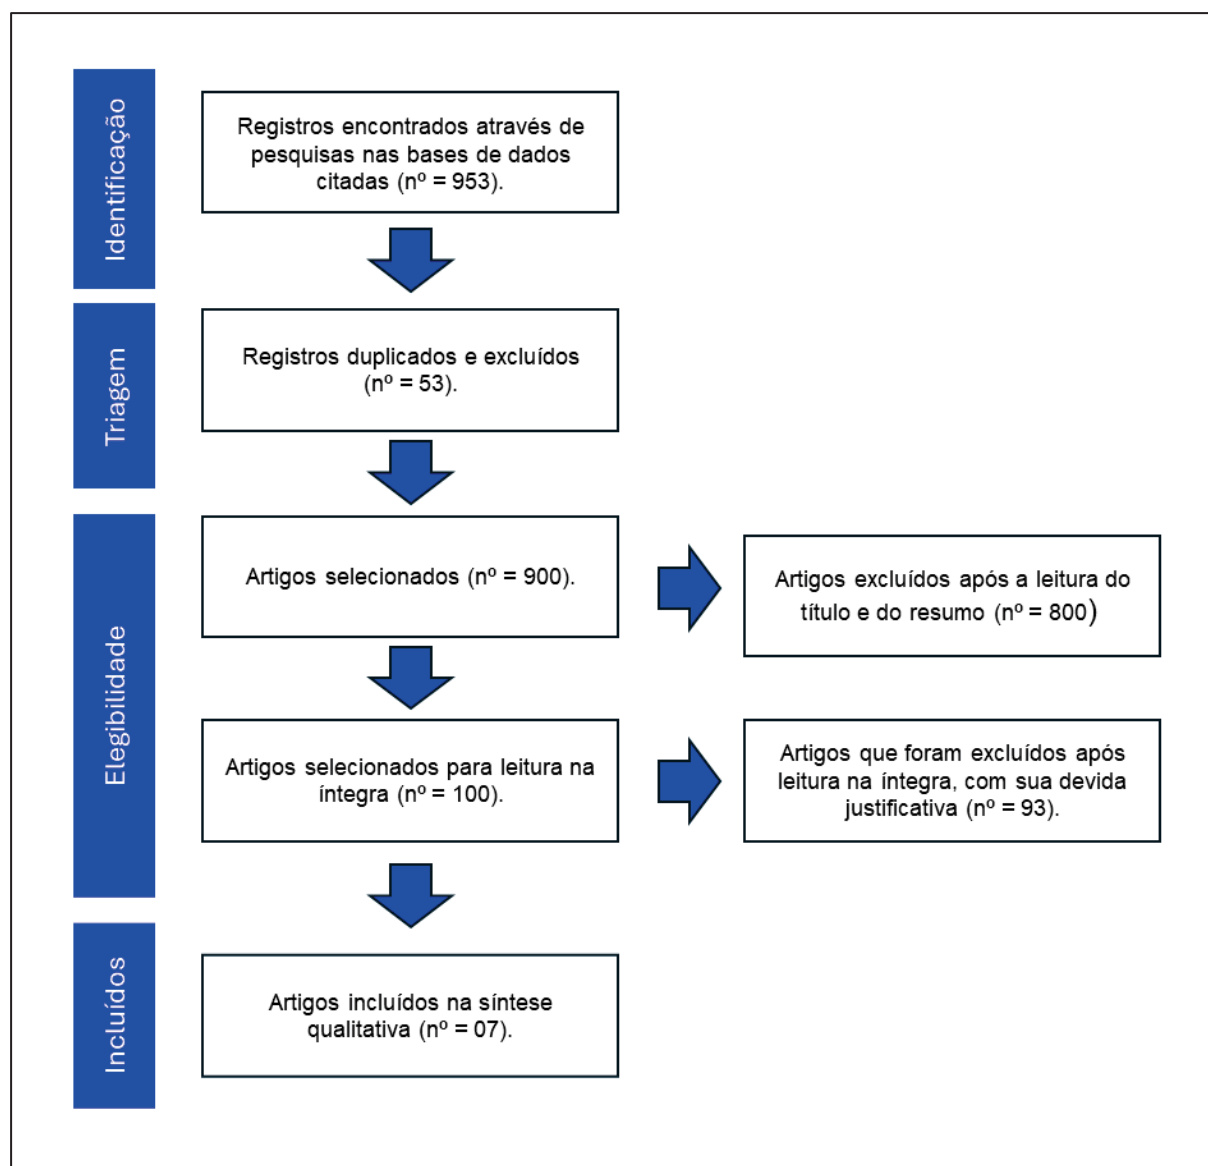 Identificação
Registros encontrados através de
pesquisas nas bases de dados
citadas (nº = 953).
Triagem
Registros duplicados e excluídos
(nº = 53).
Elegibilidade
Artigos selecionados (nº = 900).
Artigos excluídos após a leitura do
título e do resumo (nº = 800)
Artigos selecionados para leitura na
íntegra (nº = 100).
Artigos que foram excluídos após
leitura na íntegra, com sua devida
justificativa (nº = 93).
Incluídos
Artigos incluídos na síntese
qualitativa (nº = 07).